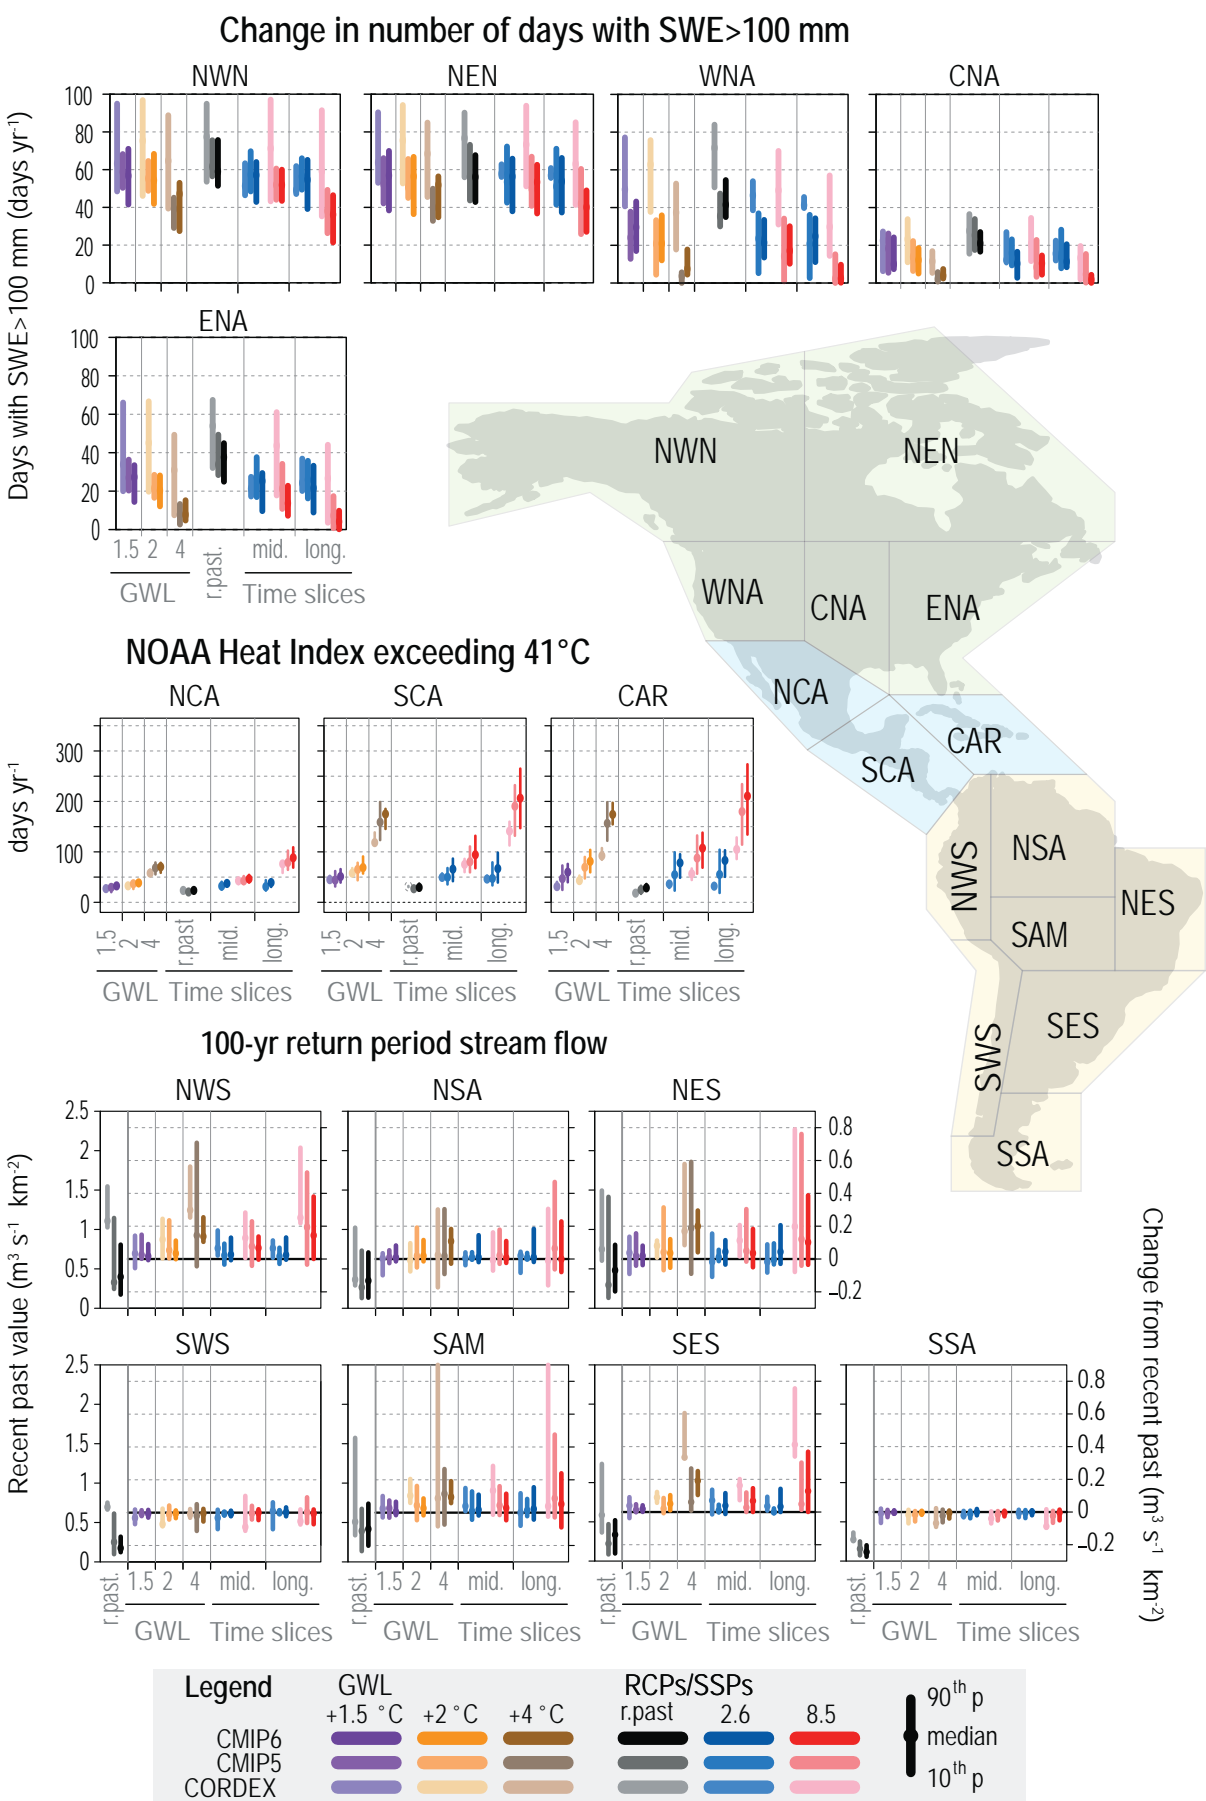 Change in number of days with SWE>100 mm
NWN
NEN
WNA
CNA
Days with SWE>100 mm (days yr-1)
100
80
60
40
20
0
ENA
100
80
60
40
20
0
1.5 2 4
r.past.
mid.
long.
GWL
Time slices
NWN
NEN
WNA
CNA
ENA
NCA
CAR
SCA
NWS
NSA
NES
SAM
SES
SWS
SSA
NOAA Heat Index exceeding 41°C
NCA
SCA
CAR
days yr-1
300
200
100
0
1.5 2 4 r.past mid. long.
1.5 2 4 r.past mid. long.
1.5 2 4 r.past mid. long.
GWL Time slices
GWL Time slices
GWL Time slices
100-yr return period stream flow
NWS
NSA
NES
Recent past value (m3 s-1 km-2)
2.5
2
1.5
1
0.5
0
0.8
0.6
0.4
0.2
0
−0.2
Change from recent past (m3 s-1 km-2)
SWS
SAM
SES
SSA
2.5
2
1.5
1
0.5
0
0.8
0.6
0.4
0.2
0
−0.2
r.past. 1.5 2 4 mid. long.
r.past. 1.5 2 4 mid. long.
r.past. 1.5 2 4 mid. long.
r.past. 1.5 2 4 mid. long.
GWL Time slices
GWL Time slices
GWL Time slices
GWL Time slices
Legend GWL RCPs/SSPs
+1.5 °C +2 °C +4 °C r.past 2.6 8.5
CMIP6
CMIP5
CORDEX
90th p
median
10th p